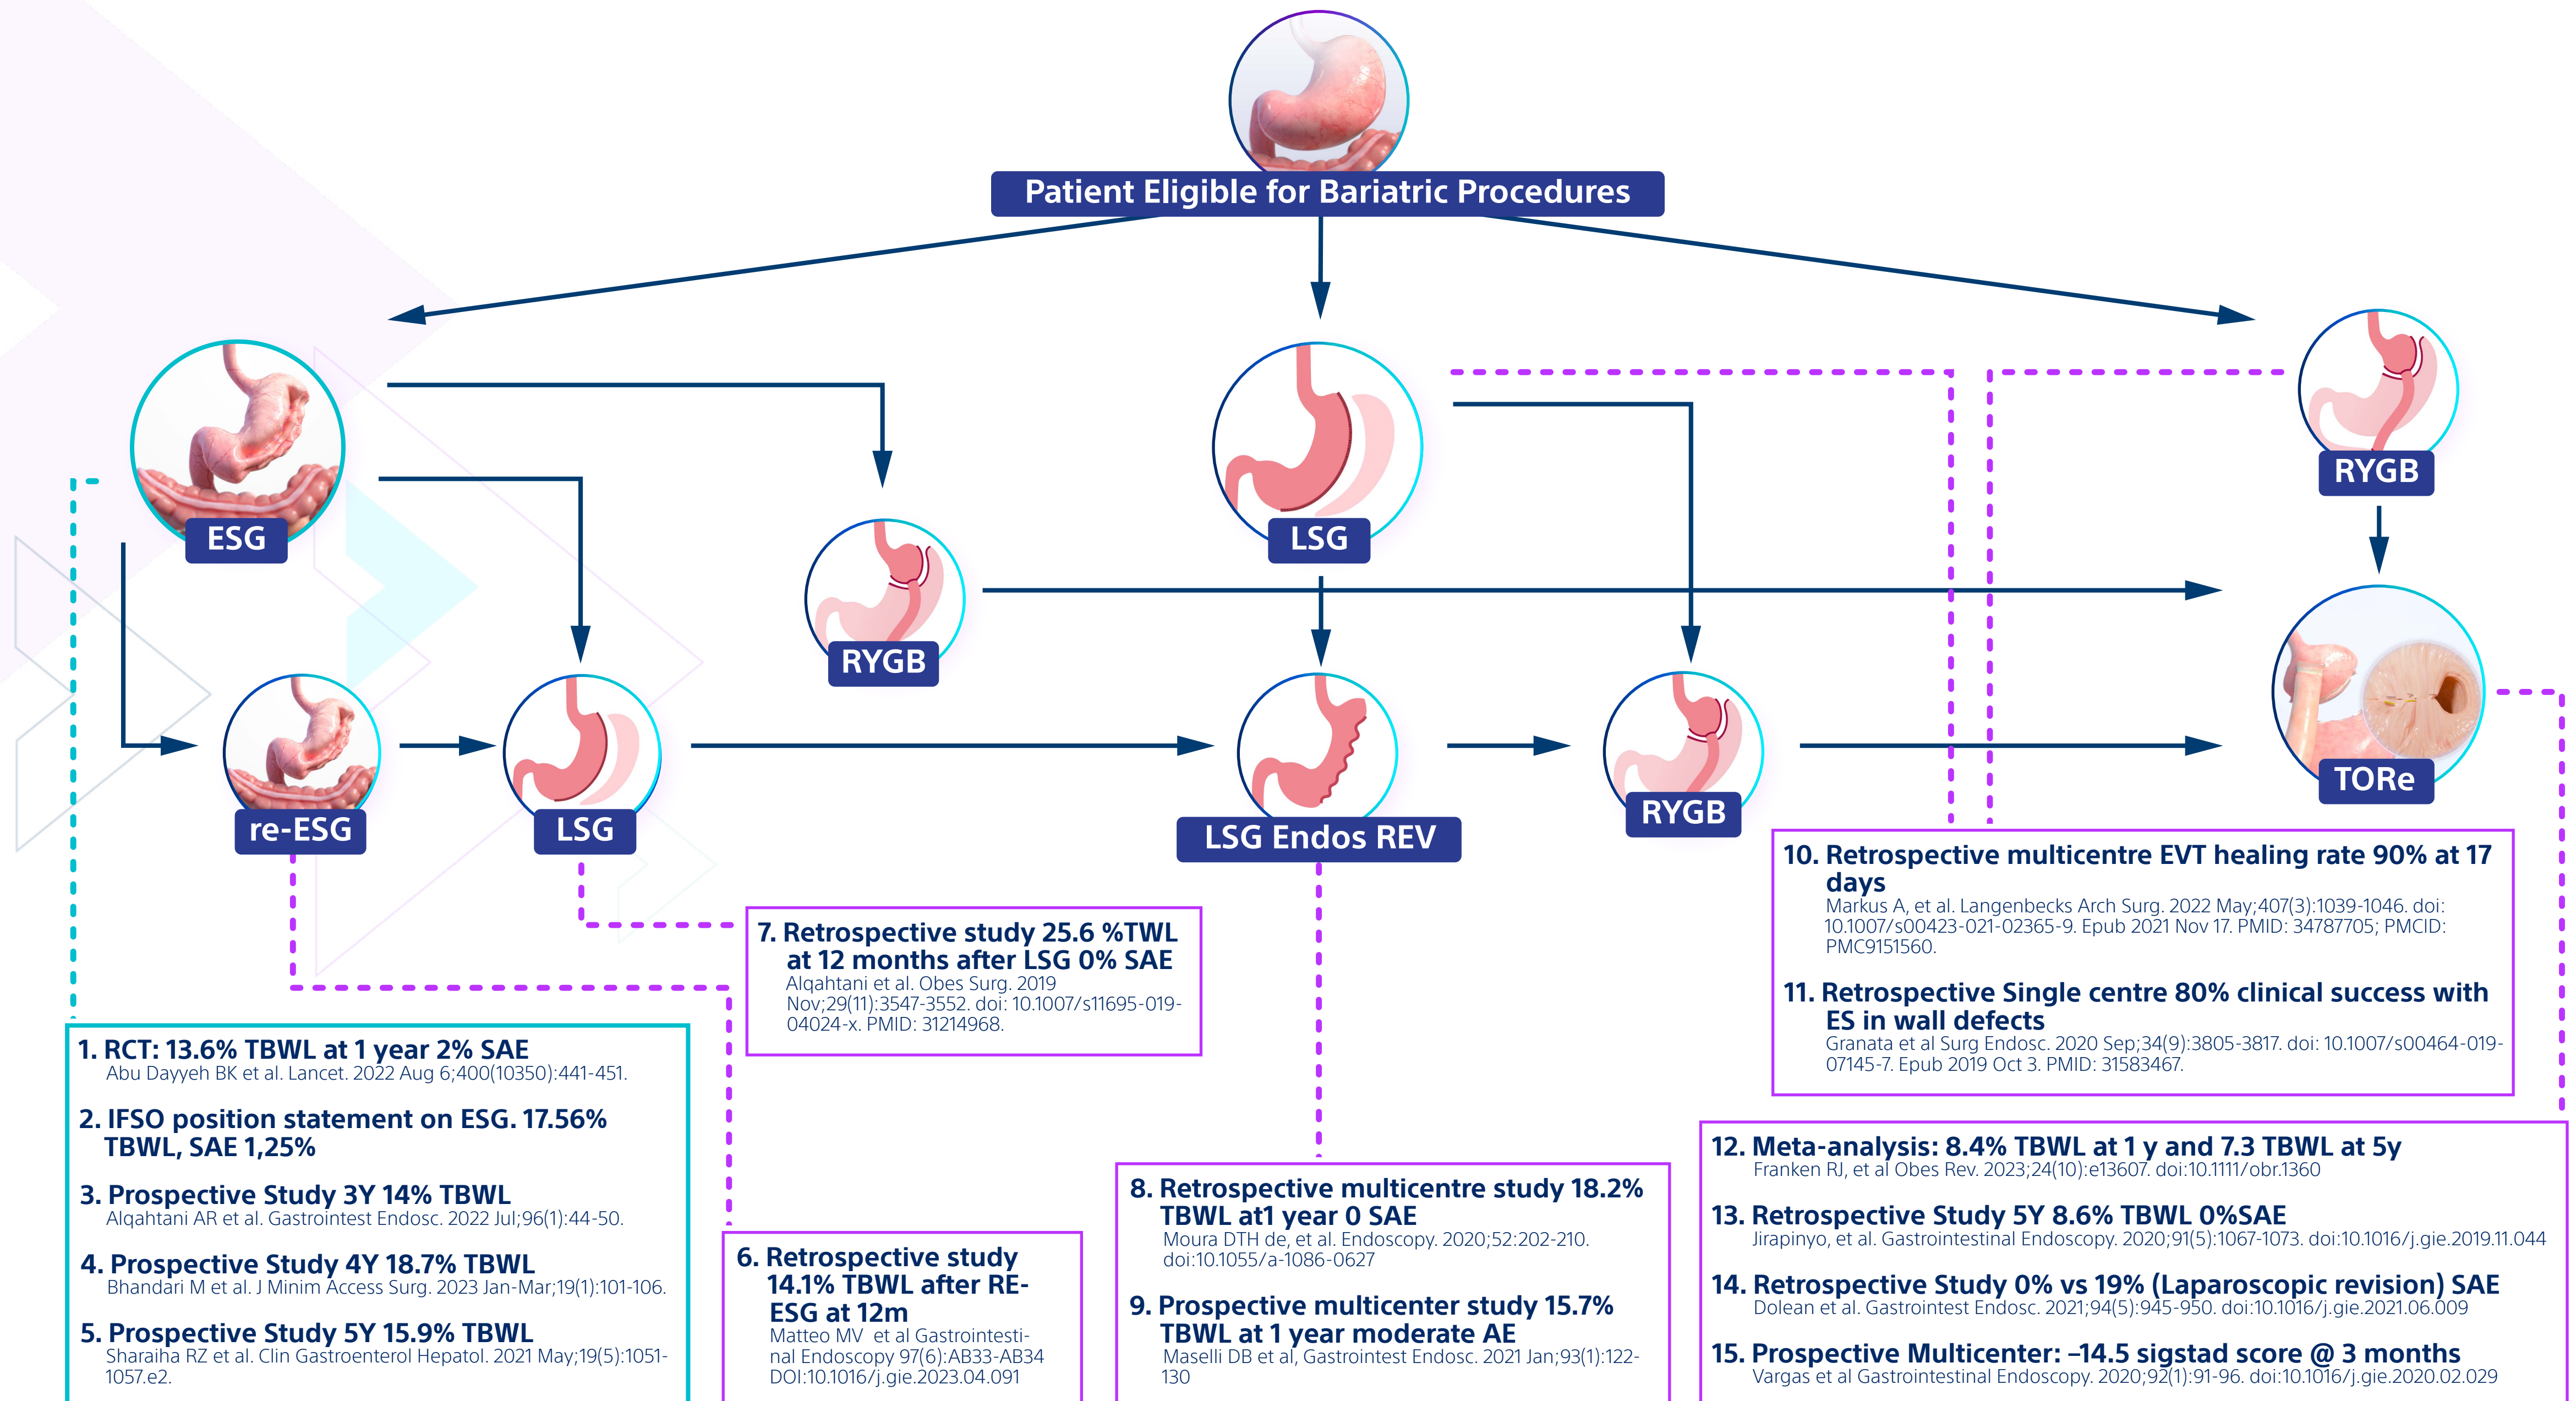 Patient Eligible for Bariatric Procedures
ESG
LSG
RYGB
RYGB
re-ESG
LSG
LSG Endos REV
RYGB
TORe
1. RCT: 13.6% TBWL at 1 year 2% SAE
Abu Dayyeh BK et al. Lancet. 2022 Aug 6;400(10350):441-451.
2. IFSO position statement on ESG. 17.56%
TBWL, SAE 1,25%
3. Prospective Study 3Y 14% TBWL
Alqahtani AR et al. Gastrointest Endosc. 2022 Jul;96(1):44-50.
4. Prospective Study 4Y 18.7% TBWL
Bhandari M et al. J Minim Access Surg. 2023 Jan-Mar;19(1):101-106.
5. Prospective Study 5Y 15.9% TBWL
Sharaiha RZ et al. Clin Gastroenterol Hepatol. 2021 May;19(5):1051-
1057.e2.
6. Retrospective study
14.1% TBWL after RE-
ESG at 12m
Matteo MV et al Gastrointesti-
nal Endoscopy 97(6):AB33-AB34
DOI:10.1016/j.gie.2023.04.091
7. Retrospective study 25.6 %TWL
at 12 months after LSG 0% SAE
Alqahtani et al. Obes Surg. 2019
Nov;29(11):3547-3552. doi: 10.1007/s11695-019-
04024-x. PMID: 31214968.
8. Retrospective multicentre study 18.2%
TBWL at1 year 0 SAE
Moura DTH de, et al. Endoscopy. 2020;52:202-210.
doi:10.1055/a-1086-0627
9. Prospective multicenter study 15.7%
TBWL at 1 year moderate AE
Maselli DB et al, Gastrointest Endosc. 2021 Jan;93(1):122-
130
10. Retrospective multicentre EVT healing rate 90% at 17
days
Markus A, et al. Langenbecks Arch Surg. 2022 May;407(3):1039-1046. doi:
10.1007/s00423-021-02365-9. Epub 2021 Nov 17. PMID: 34787705; PMCID:
PMC9151560.
11. Retrospective Single centre 80% clinical success with
ES in wall defects
Granata et al Surg Endosc. 2020 Sep;34(9):3805-3817. doi: 10.1007/s00464-019-
07145-7. Epub 2019 Oct 3. PMID: 31583467.
12. Meta-analysis: 8.4% TBWL at 1 y and 7.3 TBWL at 5y
Franken RJ, et al Obes Rev. 2023;24(10):e13607. doi:10.1111/obr.1360
13. Retrospective Study 5Y 8.6% TBWL 0%SAE
Jirapinyo, et al. Gastrointestinal Endoscopy. 2020;91(5):1067-1073. doi:10.1016/j.gie.2019.11.044
14. Retrospective Study 0% vs 19% (Laparoscopic revision) SAE
Dolean et al. Gastrointest Endosc. 2021;94(5):945-950. doi:10.1016/j.gie.2021.06.009
15. Prospective Multicenter: –14.5 sigstad score @ 3 months
Vargas et al Gastrointestinal Endoscopy. 2020;92(1):91-96. doi:10.1016/j.gie.2020.02.029